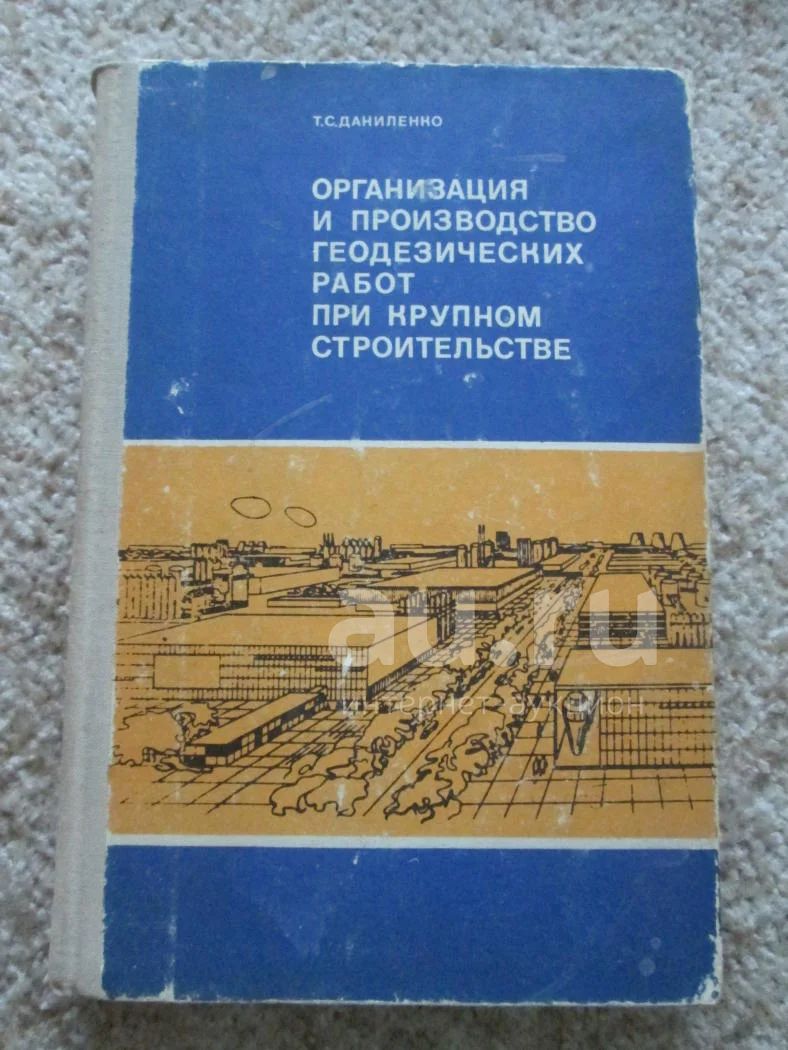 Т.С.ДАНИЛЕНКО
ОРГАНИЗАЦИЯ
И ПРОИЗВОДСТВО
ГЕОДЕЗИЧЕСКИХ
РАБОТ
ПРИ КРУПНОМ
СТРОИТЕЛЬСТВЕ
au.ru
интернет-аукцион